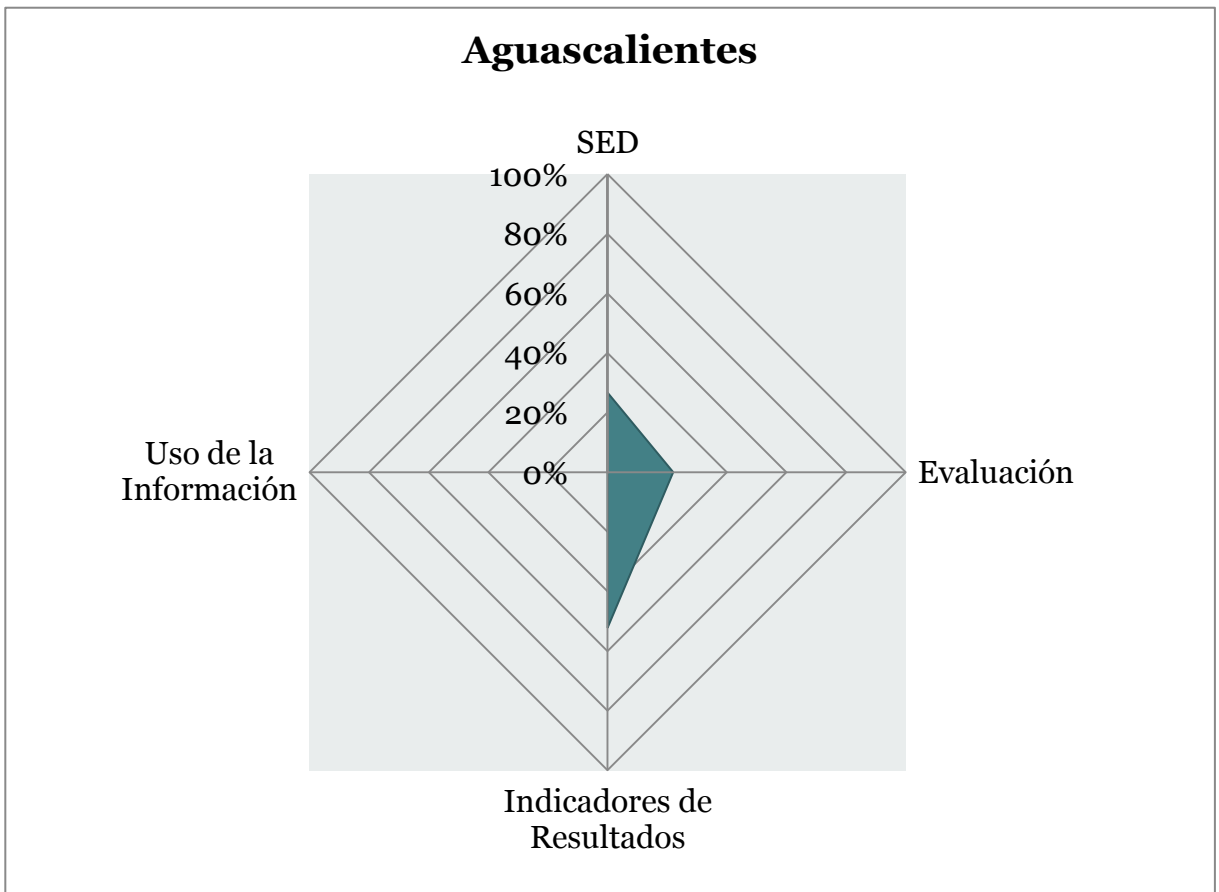 Aguascalientes
SED
100%
80%
60%
40%
20%
0%
Uso de la
Información
Evaluación
Indicadores de
Resultados